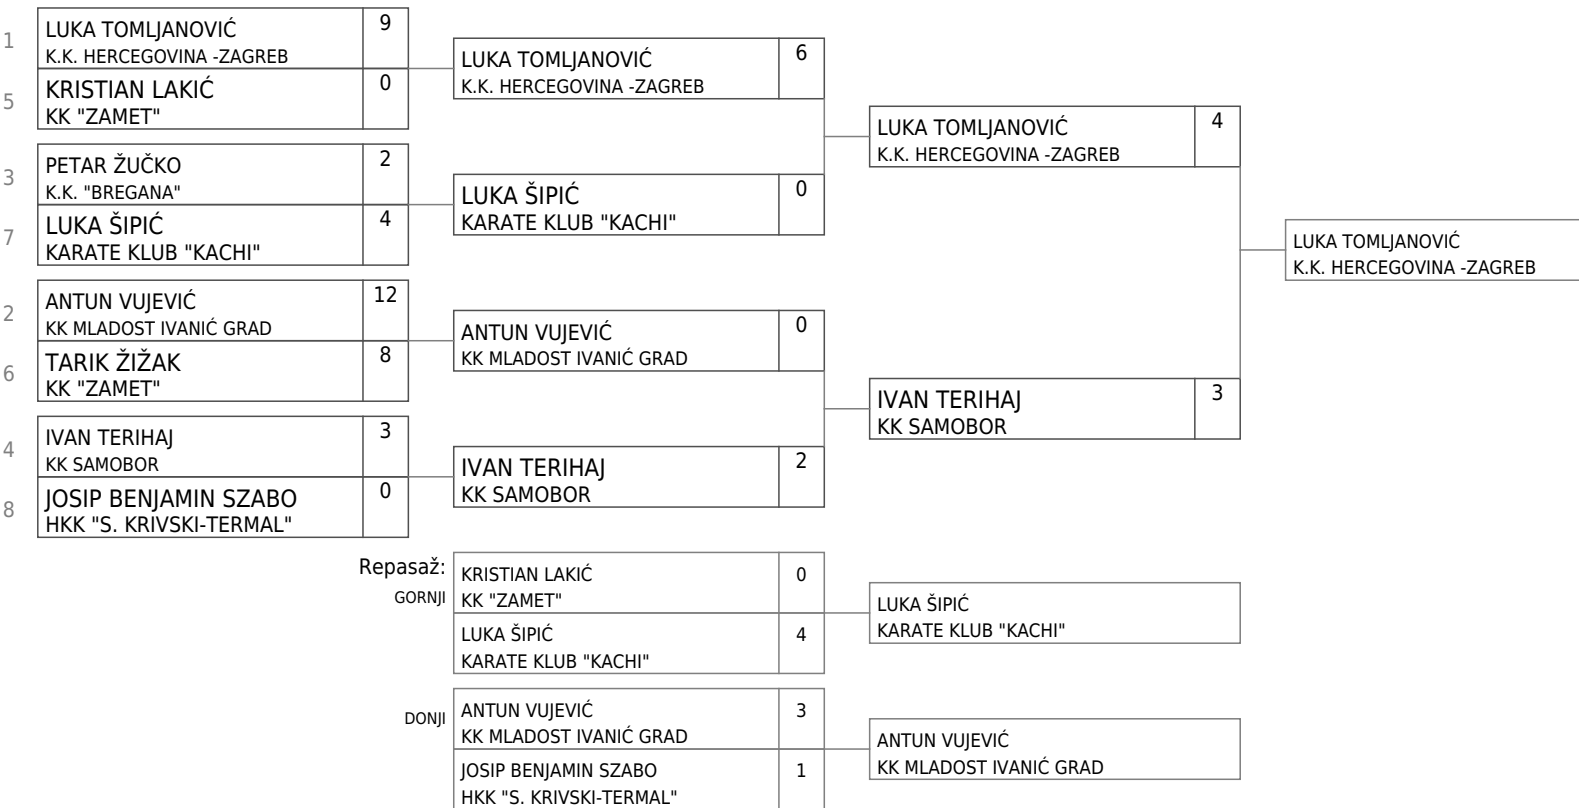 1
LUKA TOMLJANOVIĆ 9
K.K. HERCEGOVINA -ZAGREB
5
KRISTIAN LAKIĆ 0
KK "ZAMET"
3
PETAR ŽUČKO 2
K.K. "BREGANA"
7
LUKA ŠIPIĆ 4
KARATE KLUB "KACHI"
2
ANTUN VUJEVIĆ 12
KK MLADOST IVANIĆ GRAD
6
TARIK ŽIŽAK 8
KK "ZAMET"
4
IVAN TERIHAJ 3
KK SAMOBOR
8
JOSIP BENJAMIN SZABO 0
HKK "S. KRIVSKI-TERMAL"
LUKA TOMLJANOVIĆ 6
K.K. HERCEGOVINA -ZAGREB
LUKA ŠIPIĆ 0
KARATE KLUB "KACHI"
ANTUN VUJEVIĆ 0
KK MLADOST IVANIĆ GRAD
IVAN TERIHAJ 2
KK SAMOBOR
LUKA TOMLJANOVIĆ 4
K.K. HERCEGOVINA -ZAGREB
IVAN TERIHAJ 3
KK SAMOBOR
LUKA TOMLJANOVIĆ
K.K. HERCEGOVINA -ZAGREB
Repasaž:
GORNJI
KRISTIAN LAKIĆ 0
KK "ZAMET"
LUKA ŠIPIĆ 4
KARATE KLUB "KACHI"
LUKA ŠIPIĆ
KARATE KLUB "KACHI"
DONJI
ANTUN VUJEVIĆ 3
KK MLADOST IVANIĆ GRAD
JOSIP BENJAMIN SZABO 1
HKK "S. KRIVSKI-TERMAL"
ANTUN VUJEVIĆ
KK MLADOST IVANIĆ GRAD